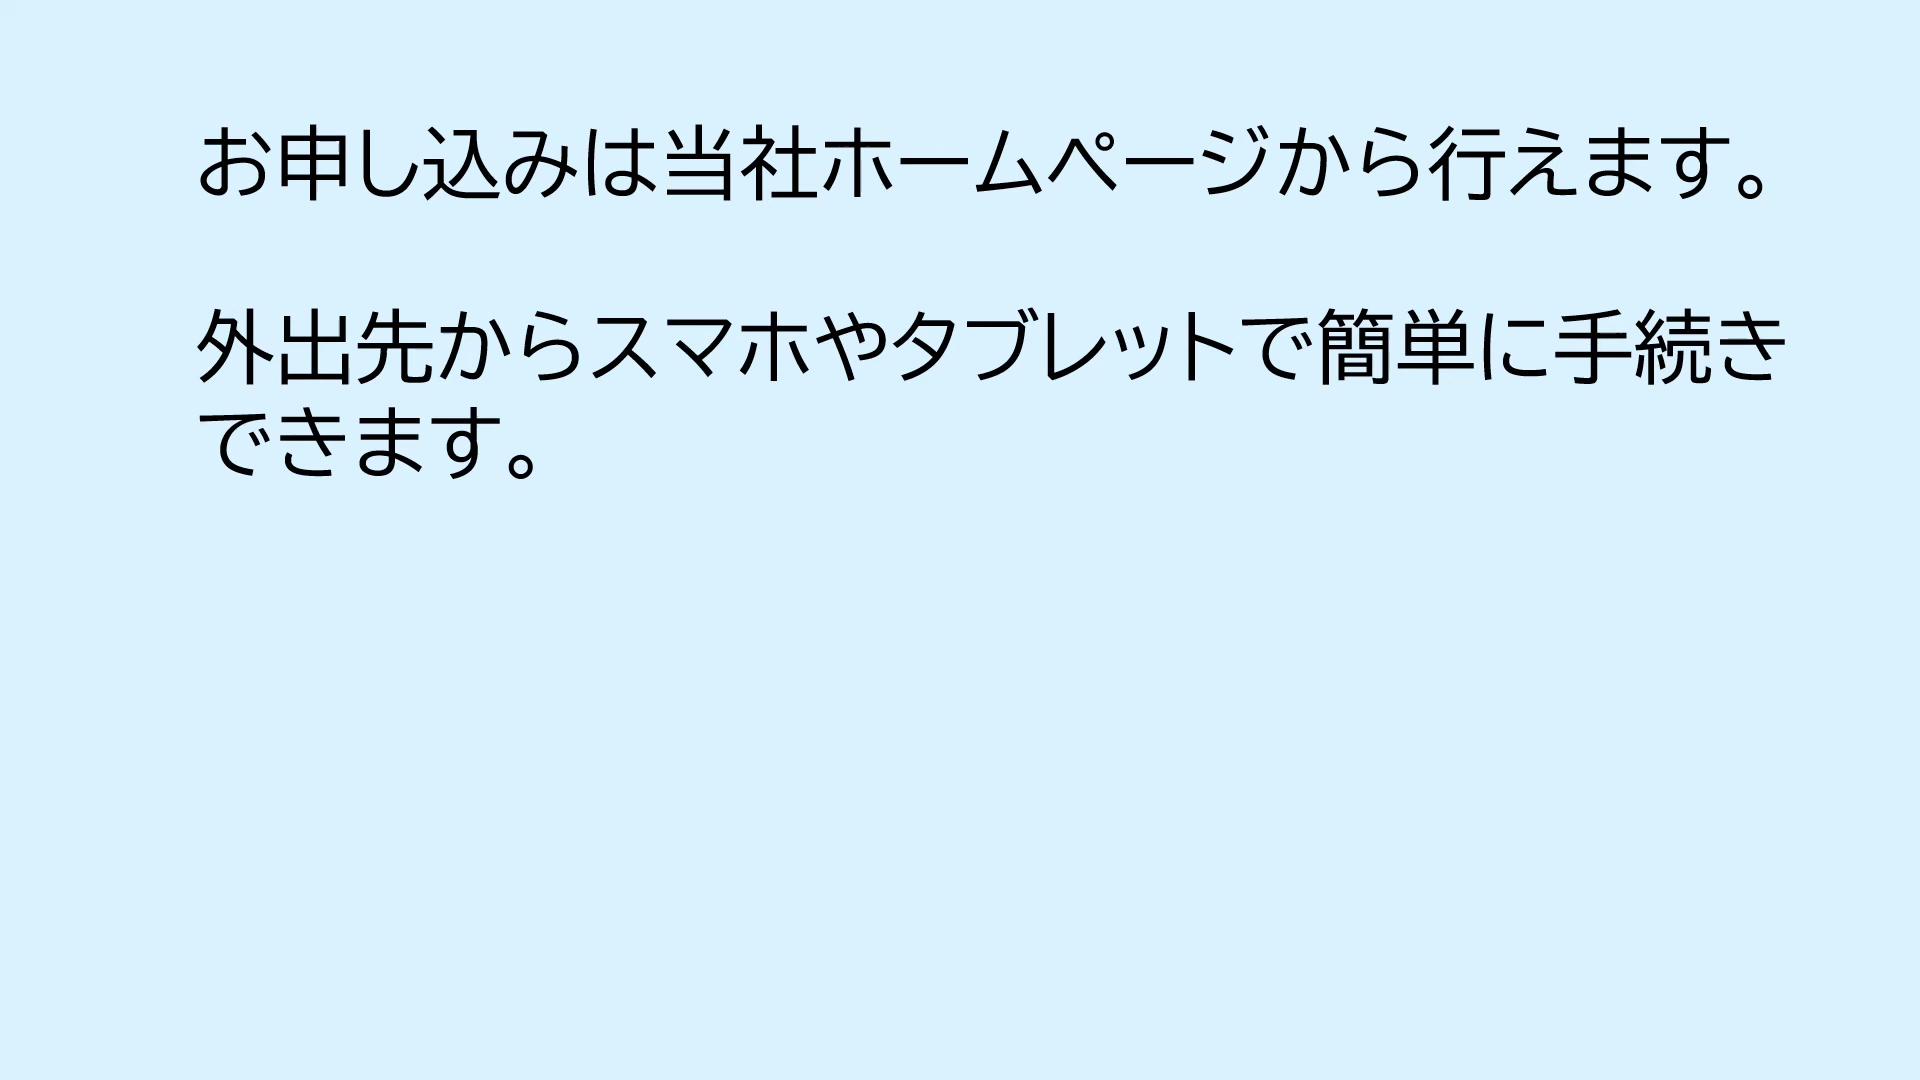 お申し込みは当社ホームページから行えます。
外出先からスマホやタブレットで簡単に手続き
できます。